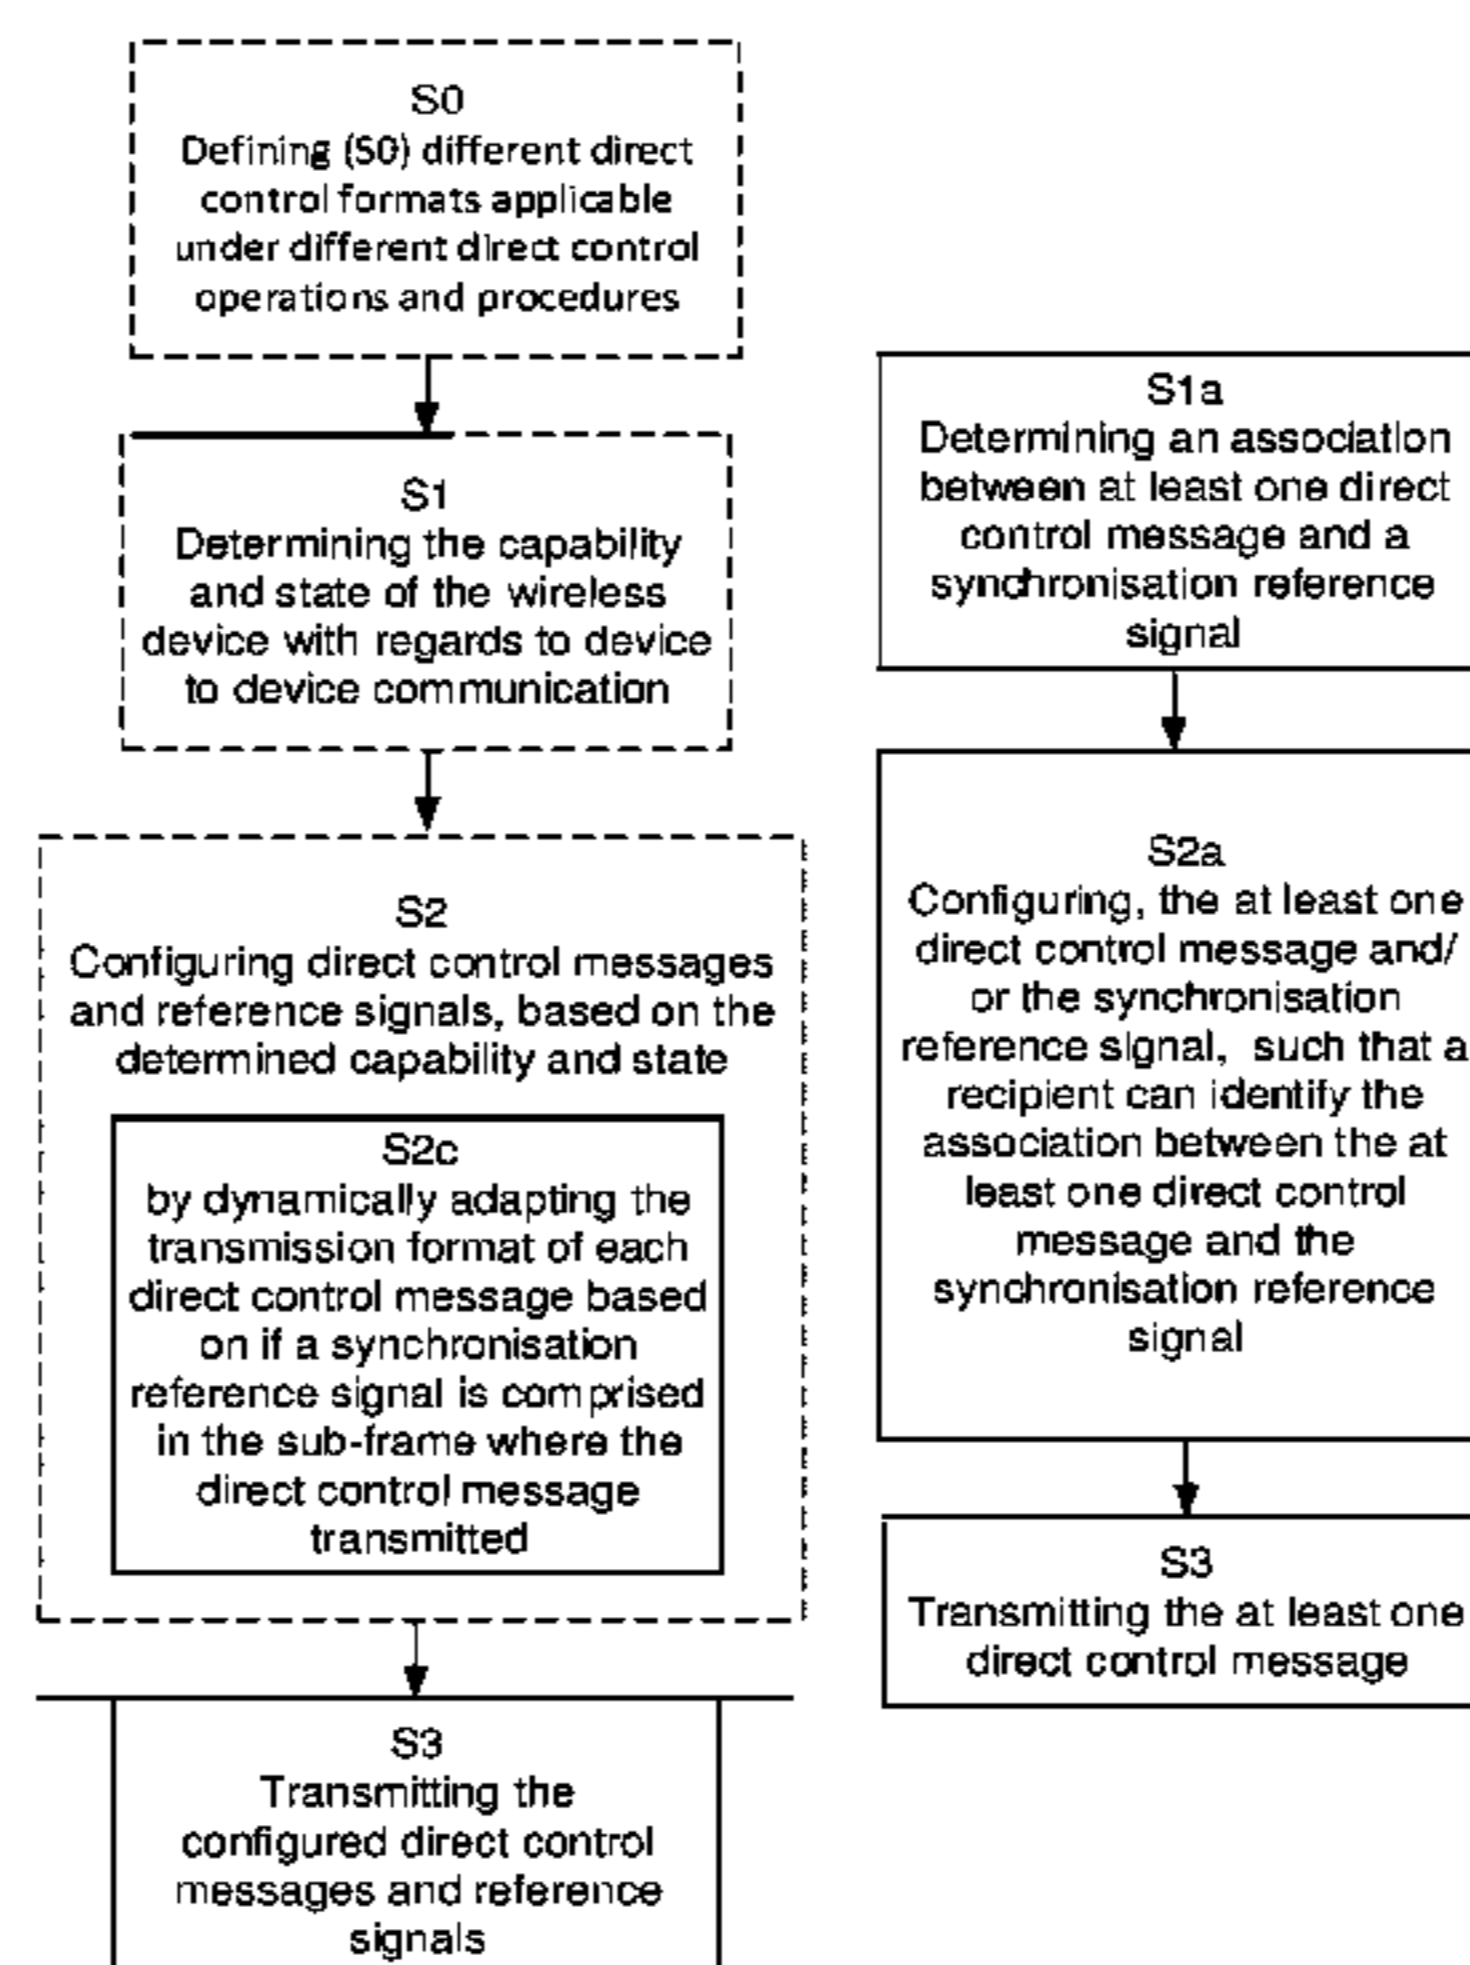 S0
Defining (S0) different direct
control formats applicable
under different direct control
operations and procedures
S1
Determining the capability
and state of the wireless
device with regards to device
to device communication
S2
Configuring direct control messages
and reference signals, based on the
determined capability and state
S2c
by dynamically adapting the
transmission format of each
direct control message based
on if a synchronisation
reference signal is comprised
in the sub-frame where the
direct control message
transmitted
S3
Transmitting the
configured direct control
messages and reference
signals
S1a
Determining an association
between at least one direct
control message and a
synchronisation reference
signal
S2a
Configuring, the at least one
direct control message and/
or the synchronisation
reference signal, such that a
recipient can identify the
association between the at
least one direct control
message and the
synchronisation reference
signal
S3
Transmitting the at least one
direct control message